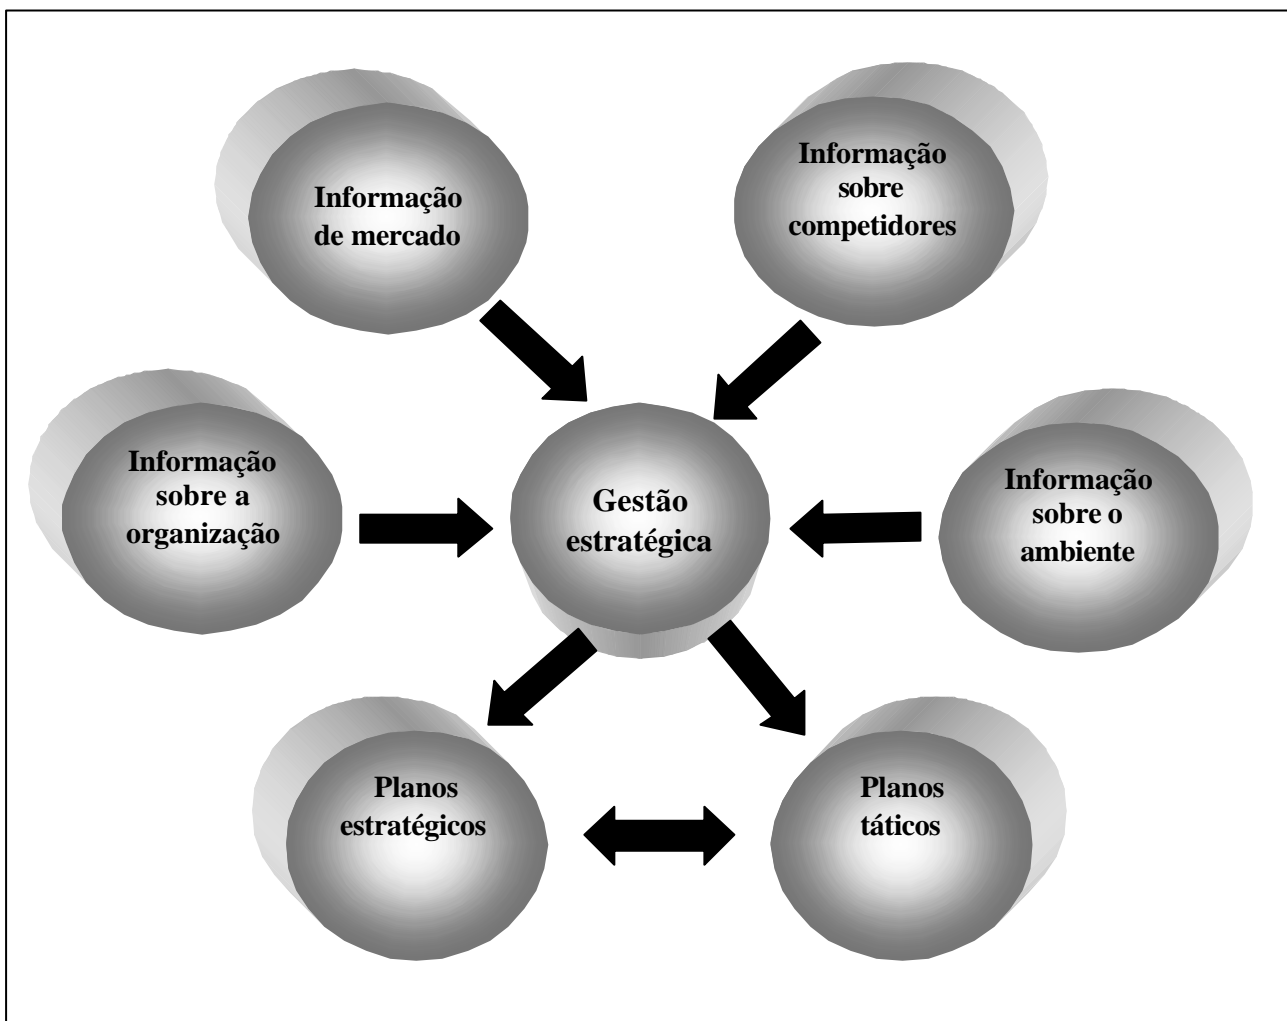 Informação
de mercado
Informação
sobre
competidores
Informação
sobre a
organização
Gestão
estratégica
Informação
sobre o
ambiente
Planos
estratégicos
Planos
táticos